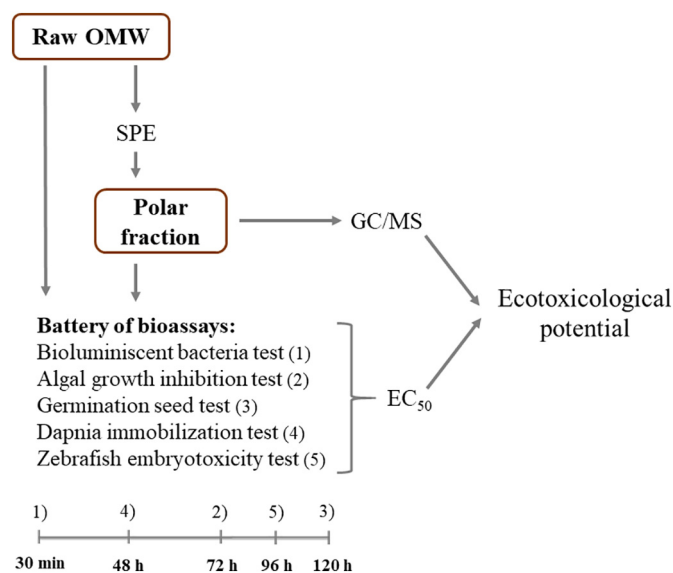 Raw OMW
SPE
Polar
fraction
GC/MS
Ecotoxicological
potential
Battery of bioassays:
Bioluminiscent bacteria test (1)
Algal growth inhibition test (2)
Germination seed test (3)
Dapnia immobilization test (4)
Zebrafish embryotoxicity test (5)
EC50
1) 4) 2) 5) 3)
30 min 48 h 72 h 96 h 120 h